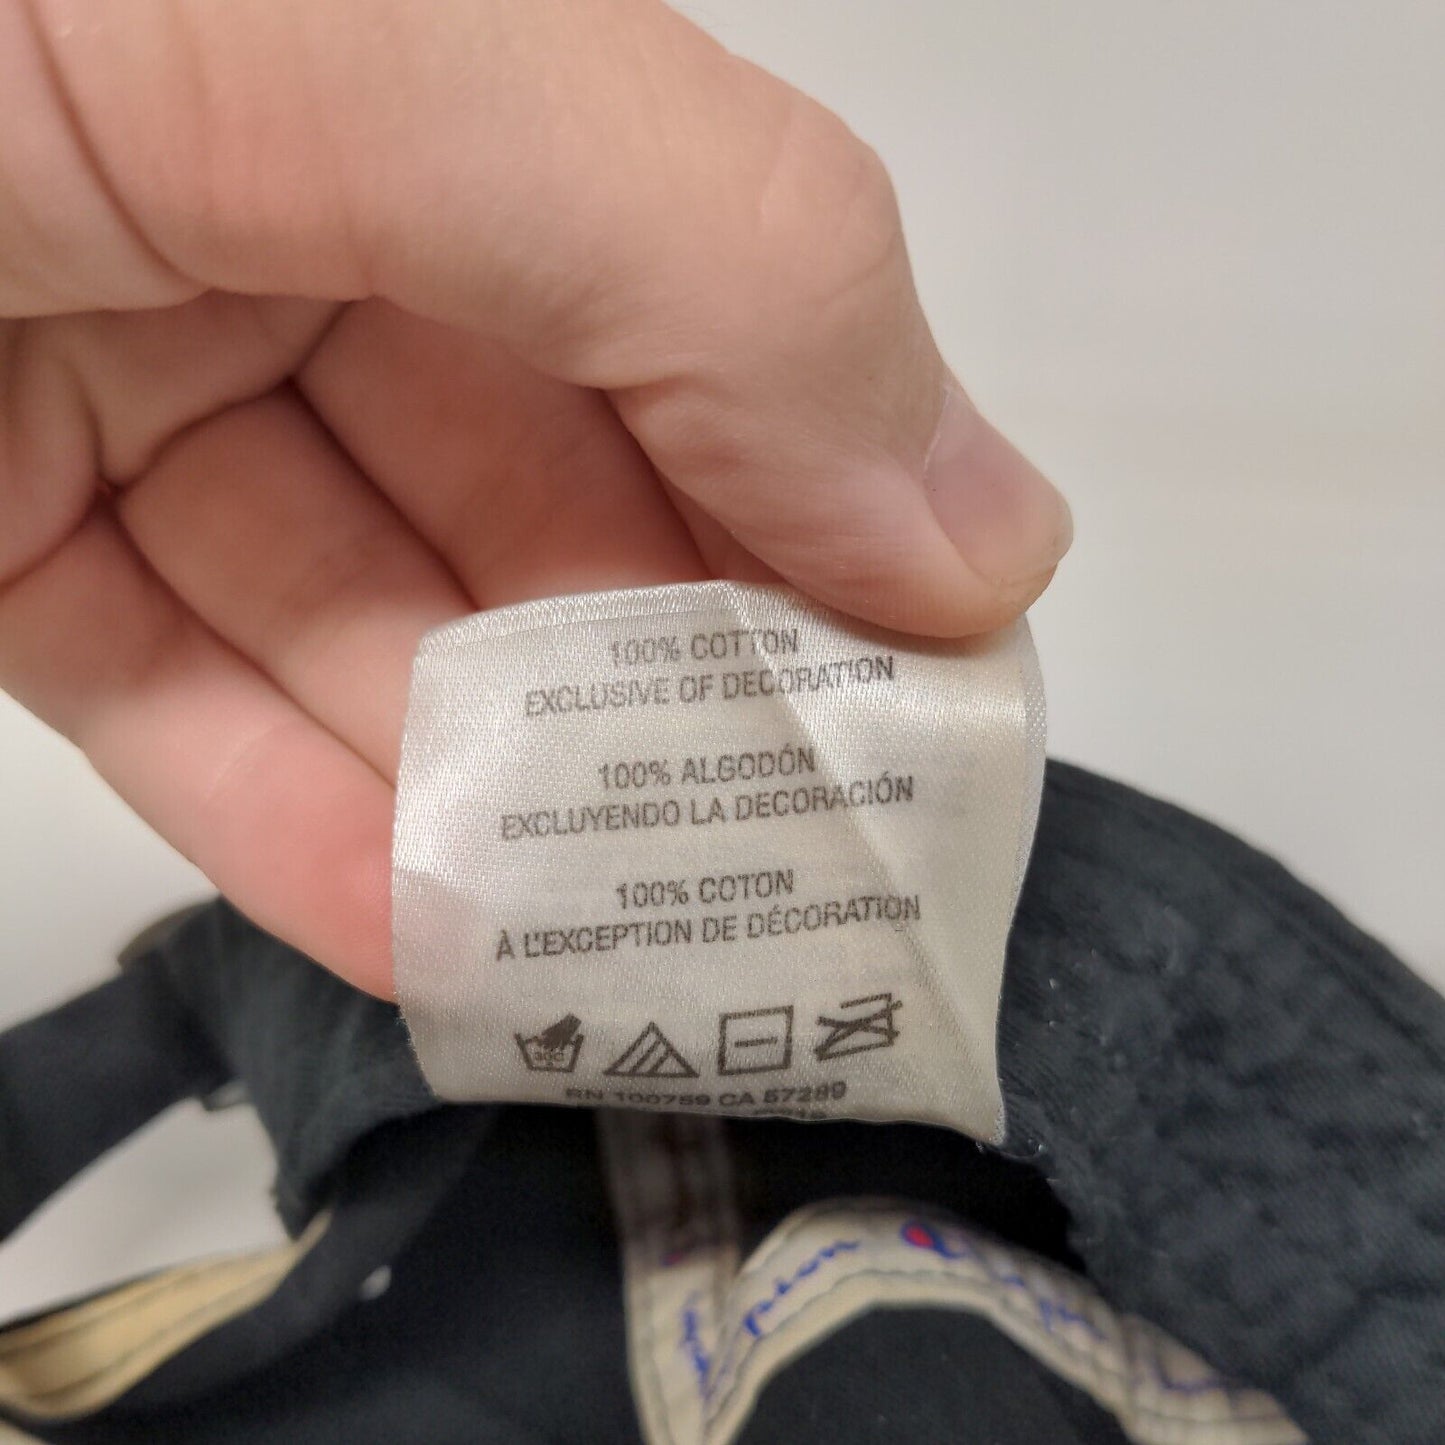 100% COTTON
EXCLUSIVE OF DECORATION
100% ALGODÓN
EXCLUYENDO LA DECORACIÓN
100% COTON
À L'EXCEPTION DE DÉCORATION
30C
RN 100759 CA 57289